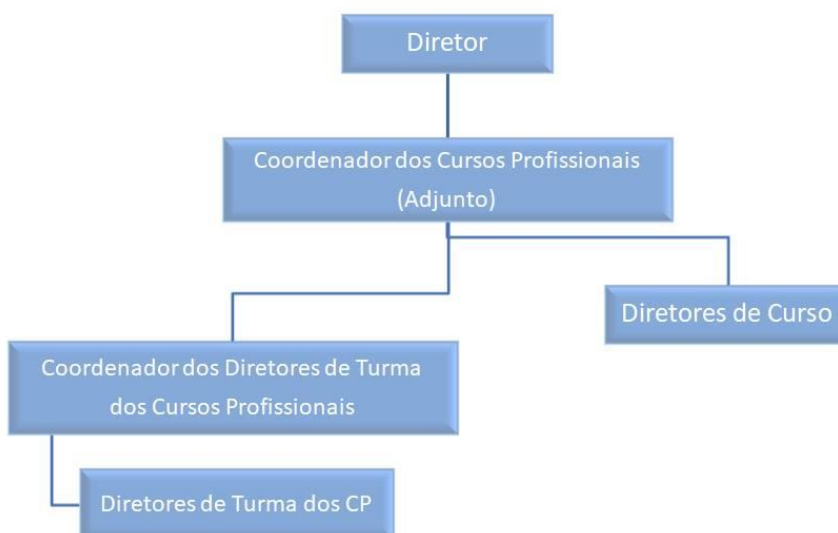 Diretor
Coordenador dos Cursos Profissionais
(Adjunto)
Diretores de Curso
Coordenador dos Diretores de Turma
dos Cursos Profissionais
Diretores de Turma dos CP